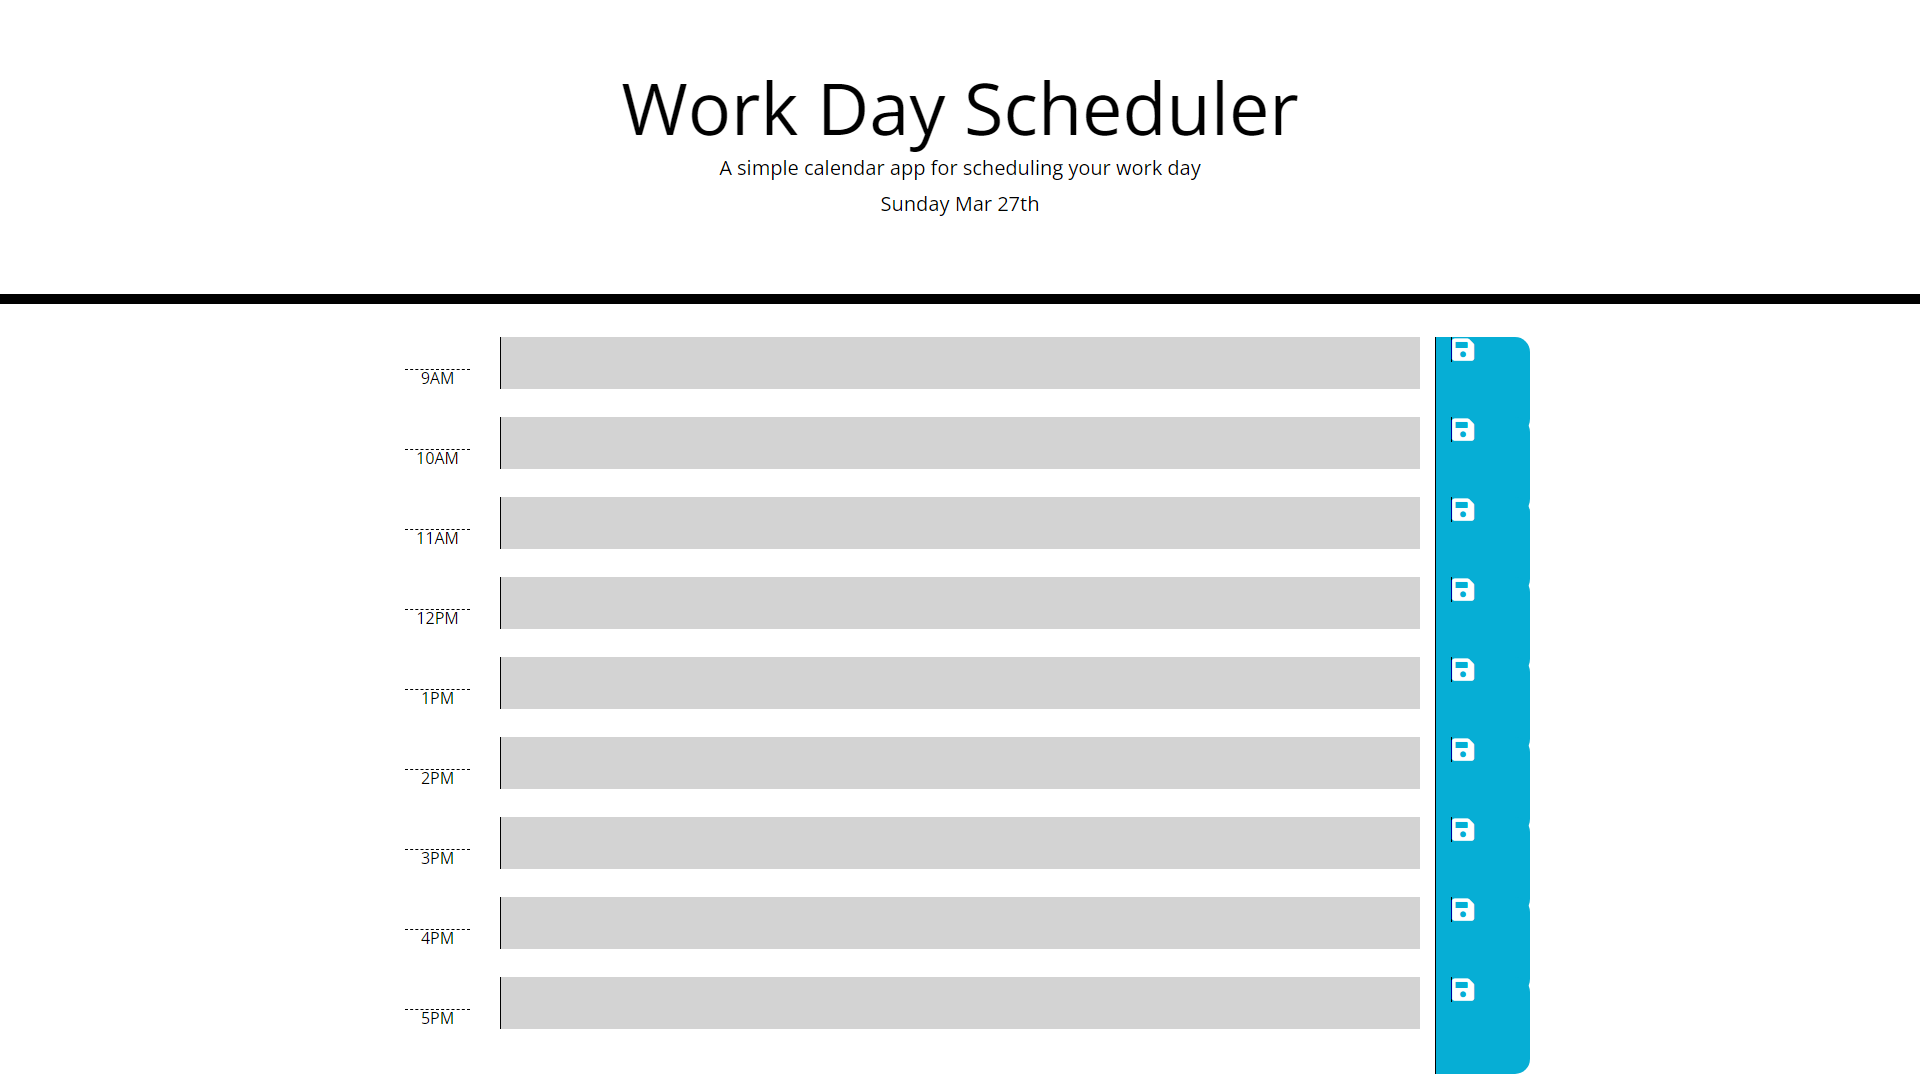 Work Day Scheduler
A simple calendar app for scheduling your work day
Sunday Mar 27th
9AM
10AM
11AM
12PM
1PM
2PM
3PM
4PM
5PM